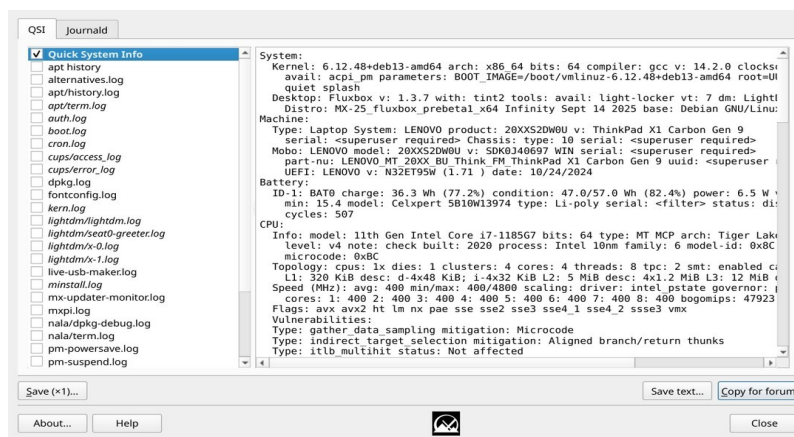 QSI
Journald
Quick System Info
apt history
alternatives.log
apt/history.log
apt/term.log
auth.log
boot.log
cron.log
cups/access_log
cups/error_log
dpkg.log
fontconfig.log
kern.log
lightdm/lightdm.log
lightdm/seat0-greeter.log
lightdm/x-0.log
lightdm/x-1.log
live-usb-maker.log
minstall.log
mx-updater-monitor.log
mxpi.log
nala/dpkg-debug.log
nala/term.log
pm-powersave.log
pm-suspend.log
System:
Kernel: 6.12.48+deb13-amd64 arch: x86_64 bits: 64 compiler: gcc v: 14.2.0 clocks
avail: acpi_pm parameters: BOOT_IMAGE=/boot/vmlinuz-6.12.48+deb13-amd64 root=U
quiet splash
Desktop: Fluxbox v: 1.3.7 with: tint2 tools: avail: light-locker vt: 7 dm: Light
Distro: MX-25_fluxbox_prebeta1_x64 Infinity Sept 14 2025 base: Debian GNU/Linu
Machine:
Type: Laptop System: LENOVO product: 20XXS2DW0U v: ThinkPad X1 Carbon Gen 9
serial: <superuser required> Chassis: type: 10 serial: <superuser required>
Mobo: LENOVO model: 20XXS2DW0U v: SDK0J40697 WIN serial: <superuser required>
part-nu: LENOVO_MT_20XX_BU_Think_FM_ThinkPad X1 Carbon Gen 9 uuid: <superuser
UEFI: LENOVO v: N32ET95W (1.71 ) date: 10/24/2024
Battery:
ID-1: BAT0 charge: 36.3 Wh (77.2%) condition: 47.0/57.0 Wh (82.4%) power: 6.5 W
min: 15.4 model: Celxpert 5B10W13974 type: Li-poly serial: <filter> status: di
cycles: 507
CPU:
Info: model: 11th Gen Intel Core i7-1185G7 bits: 64 type: MT MCP arch: Tiger Lak
level: v4 note: check built: 2020 process: Intel 10nm family: 6 model-id: 0x8C
microcode: 0xBC
Topology: cpus: 1x dies: 1 clusters: 4 cores: 4 threads: 8 tpc: 2 smt: enabled ca
L1: 320 KiB desc: d-4x48 KiB; i-4x32 KiB L2: 5 MiB desc: 4x1.2 MiB L3: 12 MiB
Speed (MHz): avg: 400 min/max: 400/4800 scaling: driver: intel_pstate governor:
cores: 1: 400 2: 400 3: 400 4: 400 5: 400 6: 400 7: 400 8: 400 bogomips: 47923
Flags: avx avx2 ht lm nx pae sse sse2 sse3 sse4_1 sse4_2 ssse3 vmx
Vulnerabilities:
Type: gather_data_sampling mitigation: Microcode
Type: indirect_target_selection mitigation: Aligned branch/return thunks
Type: itlb_multihit status: Not affected
Save (×1)...
Save text...
Copy for forum
About...
Help
Close